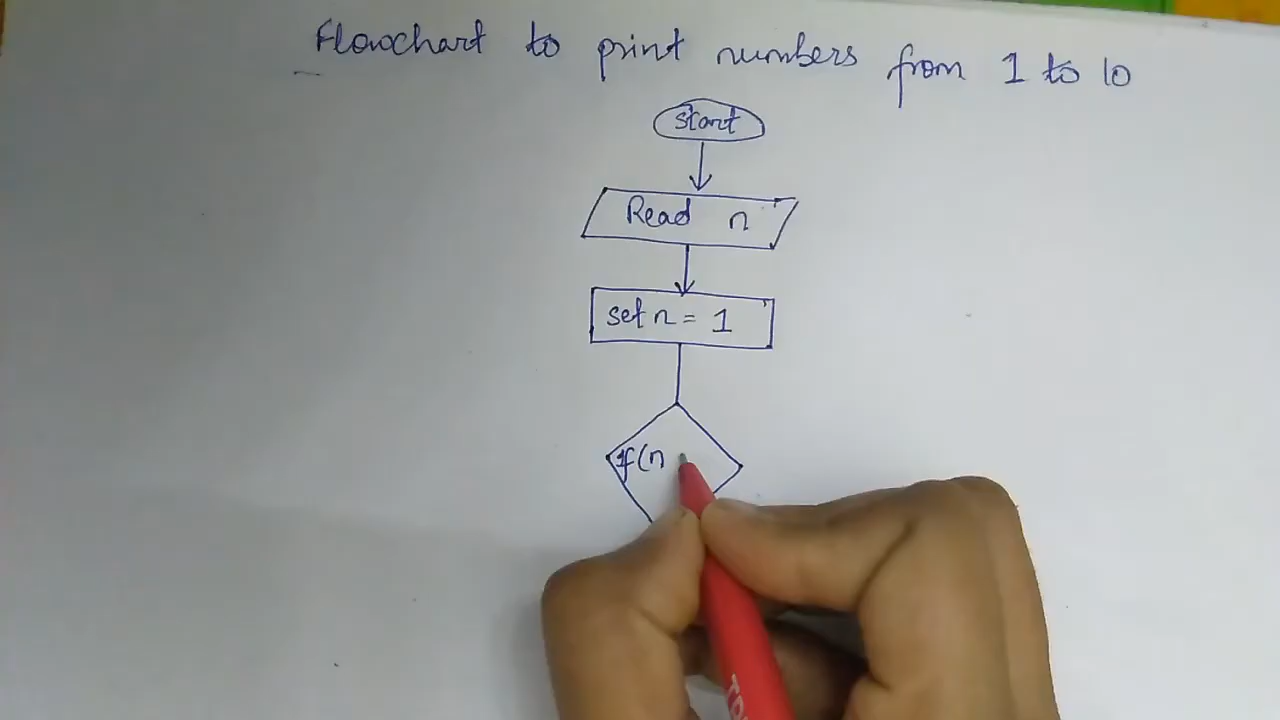 Flowchart to print numbers from 1 to 10
start
Read n
set n = 1
if(n